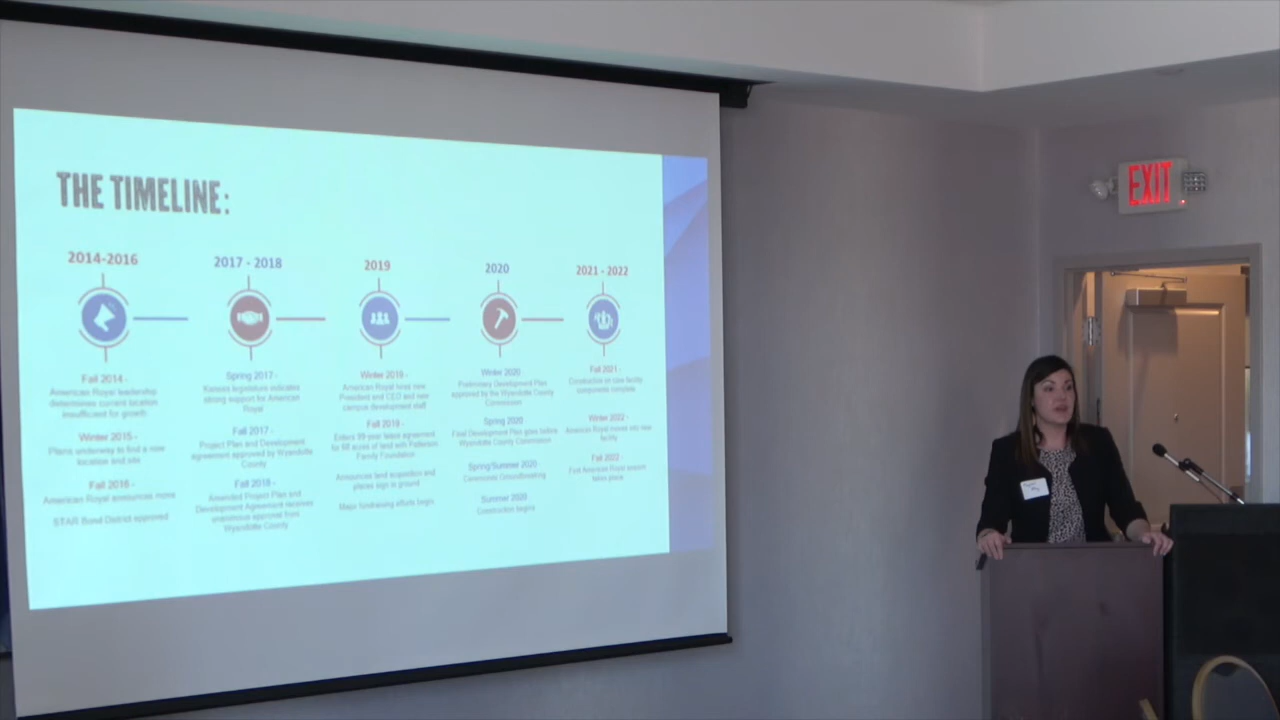 THE TIMELINE:
2014-2016
Fall 2014 -
American Royal leadership
determines current location
insufficient for growth
Winter 2015 -
Plans underway to find a new
location and site
Fall 2016 -
American Royal announces move
STAR Bond District approved
2017 - 2018
Spring 2017 -
Kansas legislature indicates
strong support for American
Royal
Fall 2017 -
Project Plan and Development
agreement approved by Wyandotte
County
Fall 2018 -
Amended Project Plan and
Development Agreement receives
unanimous approval from
Wyandotte County
2019
Winter 2019 -
American Royal hires new
President and CEO and new
campus development staff
Fall 2019 -
Enters 99-year lease agreement
for acres of land with
Family Foundation
Announces land acquisition and
places sign in ground
Major fundraising efforts begin
2020
Winter 2020
Preliminary Development Plan
approved by the Wyandotte County
Commission
Spring 2020
Final Development Plan goes before
Wyandotte County Commission
Spring/Summer 2020
Community Groundbreaking
Summer 2020
Construction begins
2021 - 2022
Fall 2021 -
Construction on core facility
components complete
Winter 2022 -
American Royal moves into new
facility
Fall 2022 -
First American Royal season
takes place
EXIT